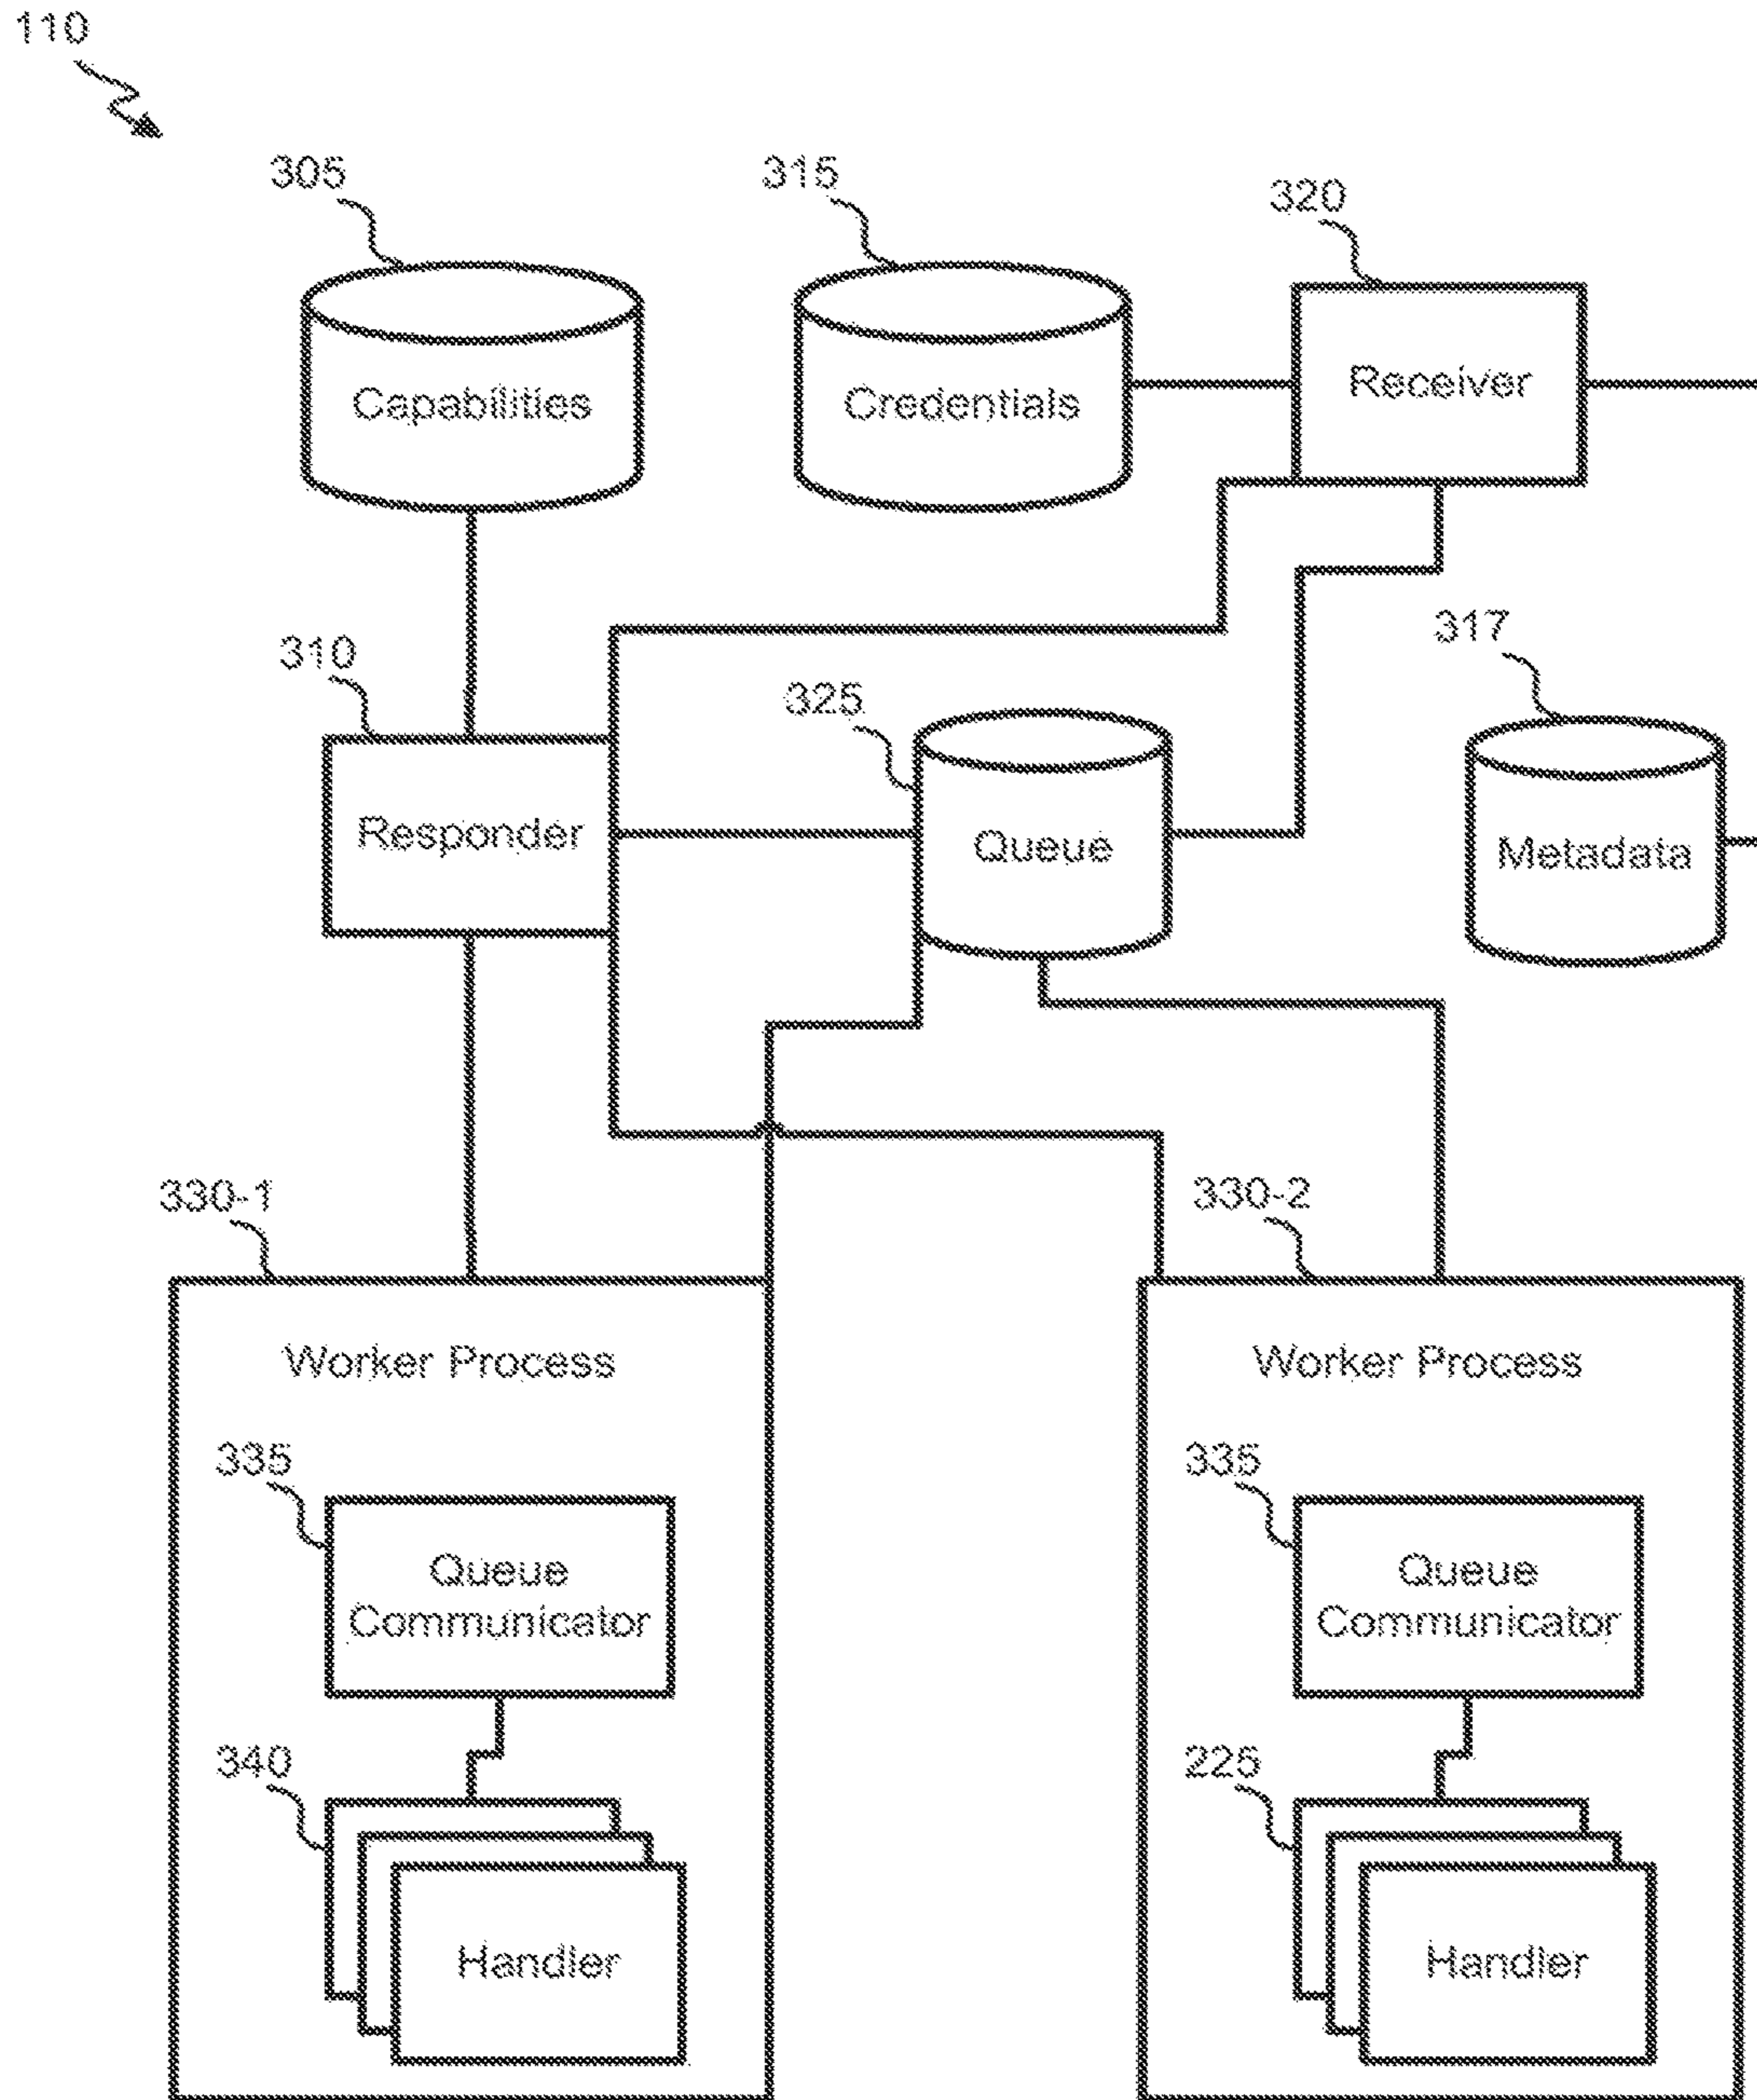 110
305
315
320
Capabilities
Credentials
Receiver
310
325
317
Responder
Queue
Metadata
330-1
330-2
Worker Process
Worker Process
335
335
Queue
Communicator
Queue
Communicator
340
225
Handler
Handler